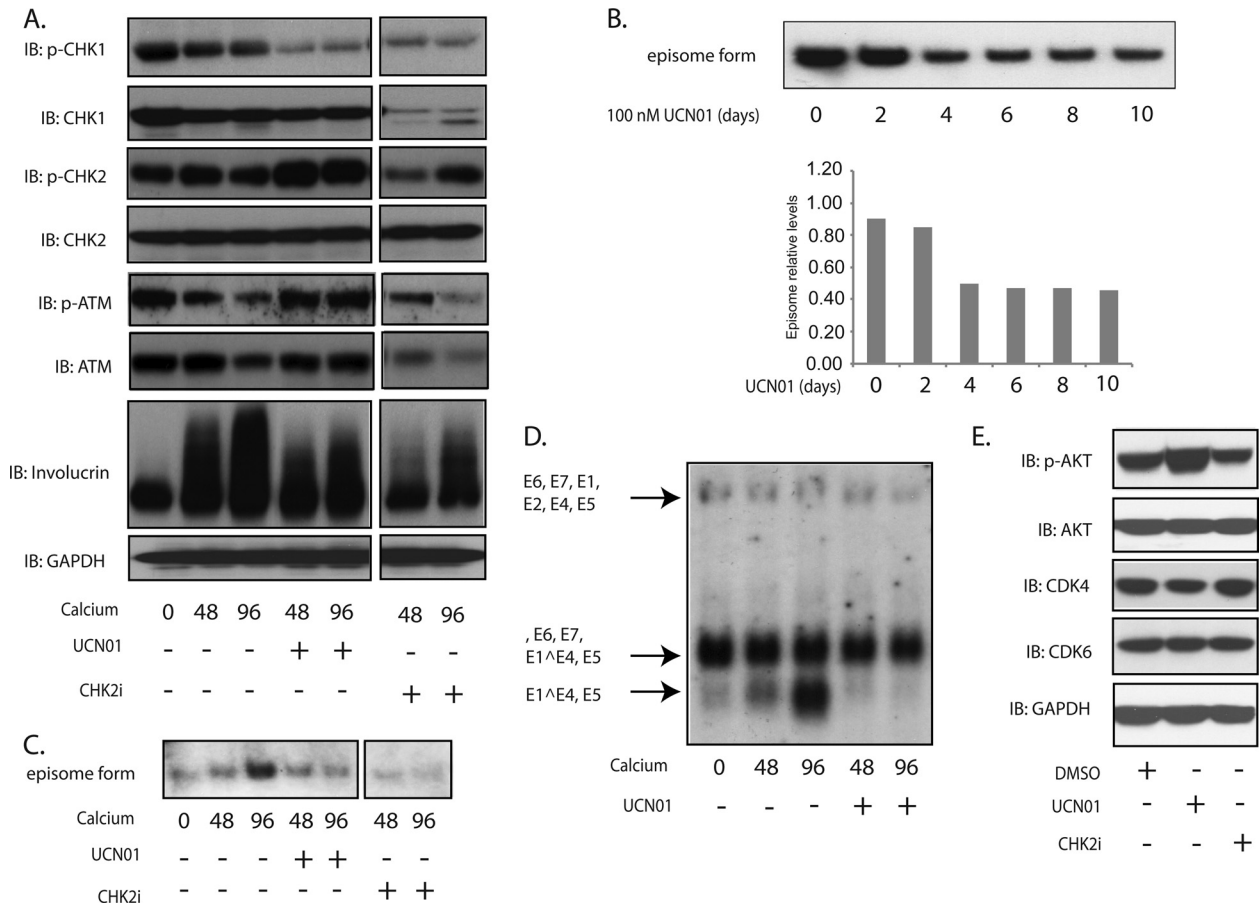 A.
IB: p-CHK1
IB: CHK1
IB: p-CHK2
IB: CHK2
IB: p-ATM
IB: ATM
IB: Involucrin
IB: GAPDH
Calcium 0 48 96 48 96 48 96
UCN01 - - - + + - -
CHK2i - - - - - + +
B.
episome form
100 nM UCN01 (days) 0 2 4 6 8 10
Episome relative levels
1.20
1.00
0.80
0.60
0.40
0.20
0.00
UCN01 (days) 0 2 4 6 8 10
C.
episome form
Calcium 0 48 96 48 96 48 96
UCN01 - - - + + - -
CHK2i - - - - - + +
D.
E6, E7, E1,
E2, E4, E5
, E6, E7,
E1^E4, E5
E1^E4, E5
Calcium 0 48 96 48 96
UCN01 - - - + +
E.
IB: p-AKT
IB: AKT
IB: CDK4
IB: CDK6
IB: GAPDH
DMSO + - -
UCN01 - + -
CHK2i - - +